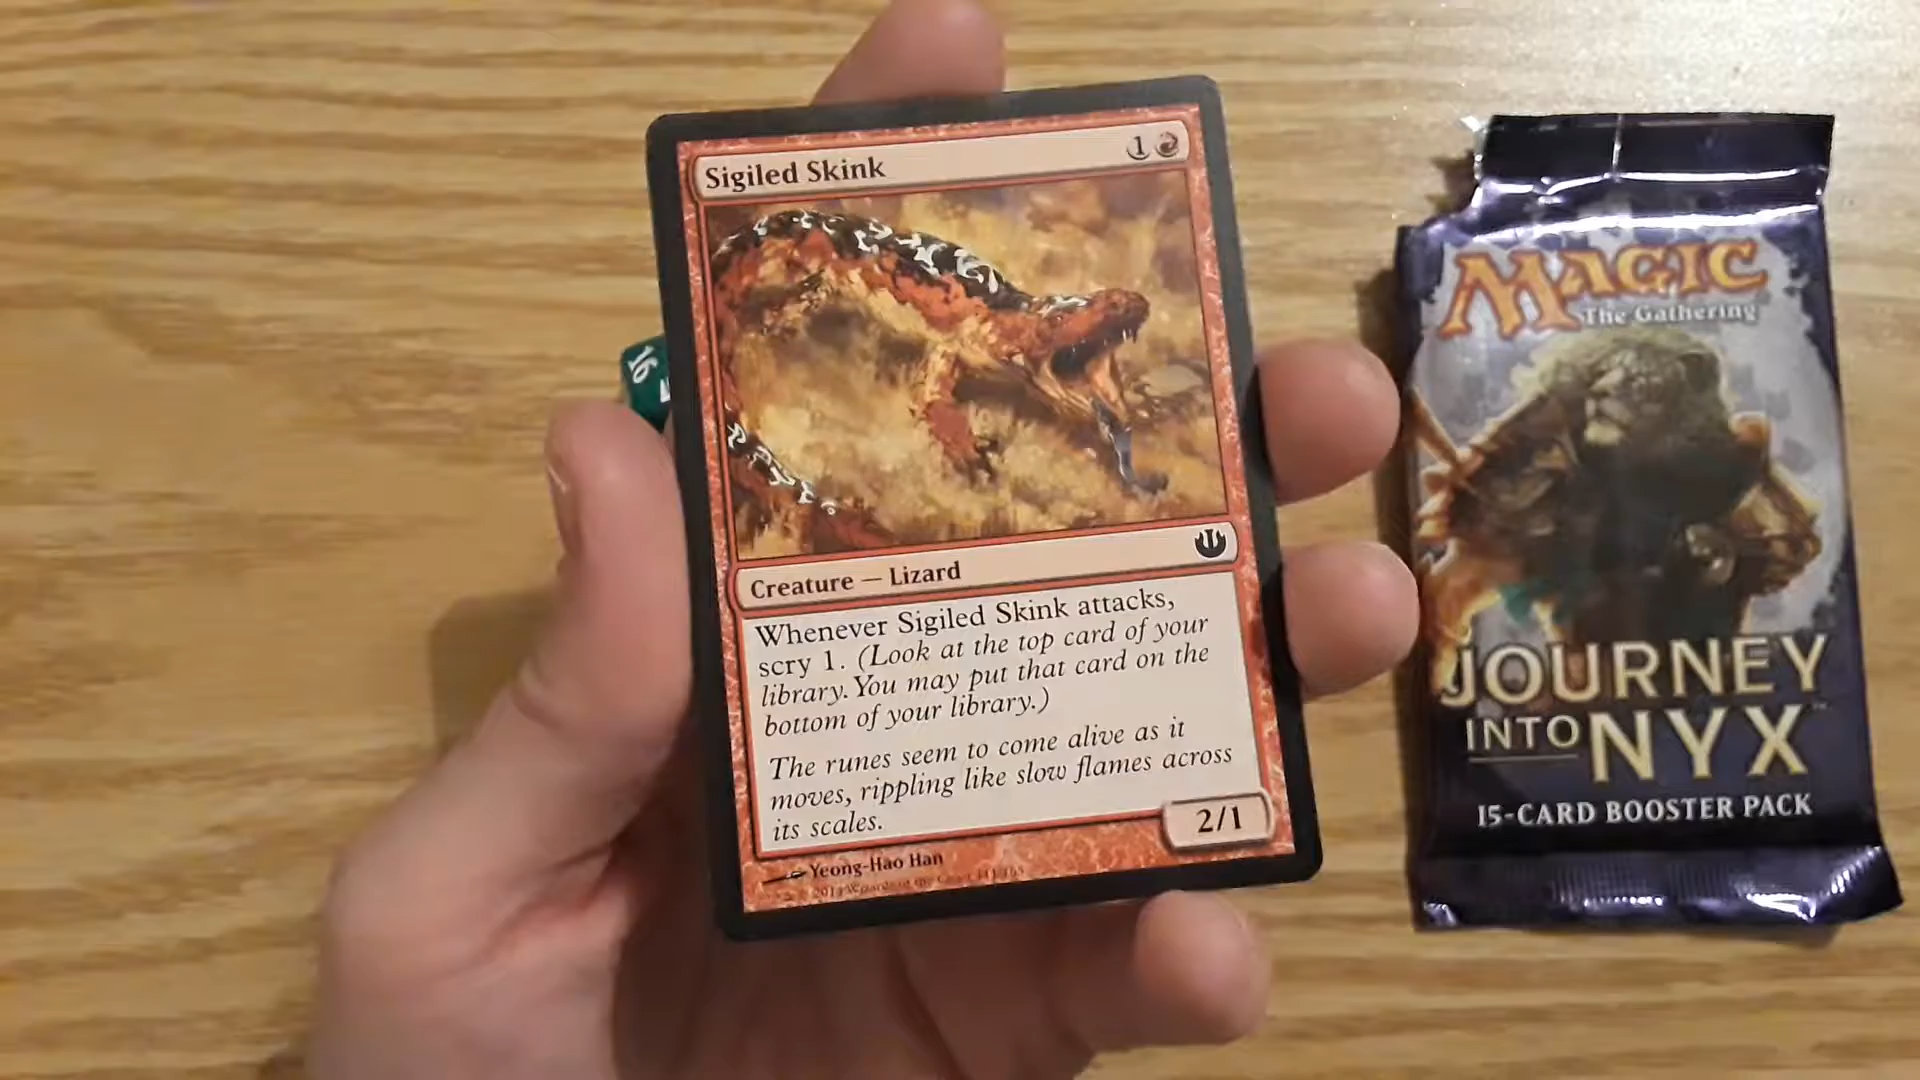 Sigiled Skink
1
Creature — Lizard
Whenever Sigiled Skink attacks,
scry 1. (Look at the top card of your
library. You may put that card on the
bottom of your library.)
The runes seem to come alive as it
moves, rippling like slow flames across
its scales.
2/1
Yeong-Hao Han
16
MAGIC
The Gathering
JOURNEY
INTO NYX™
15-CARD BOOSTER PACK